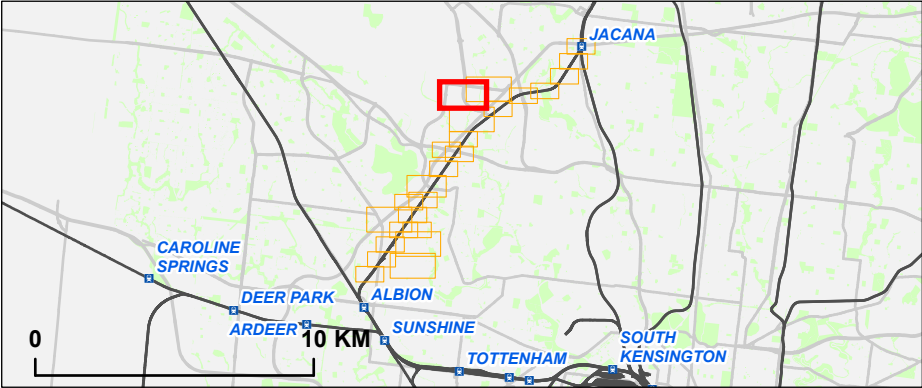 JACANA
CAROLINE
SPRINGS
DEER PARK
ALBION
ARDEER
SUNSHINE
0
10 KM
TOTTENHAM
SOUTH
KENSINGTON